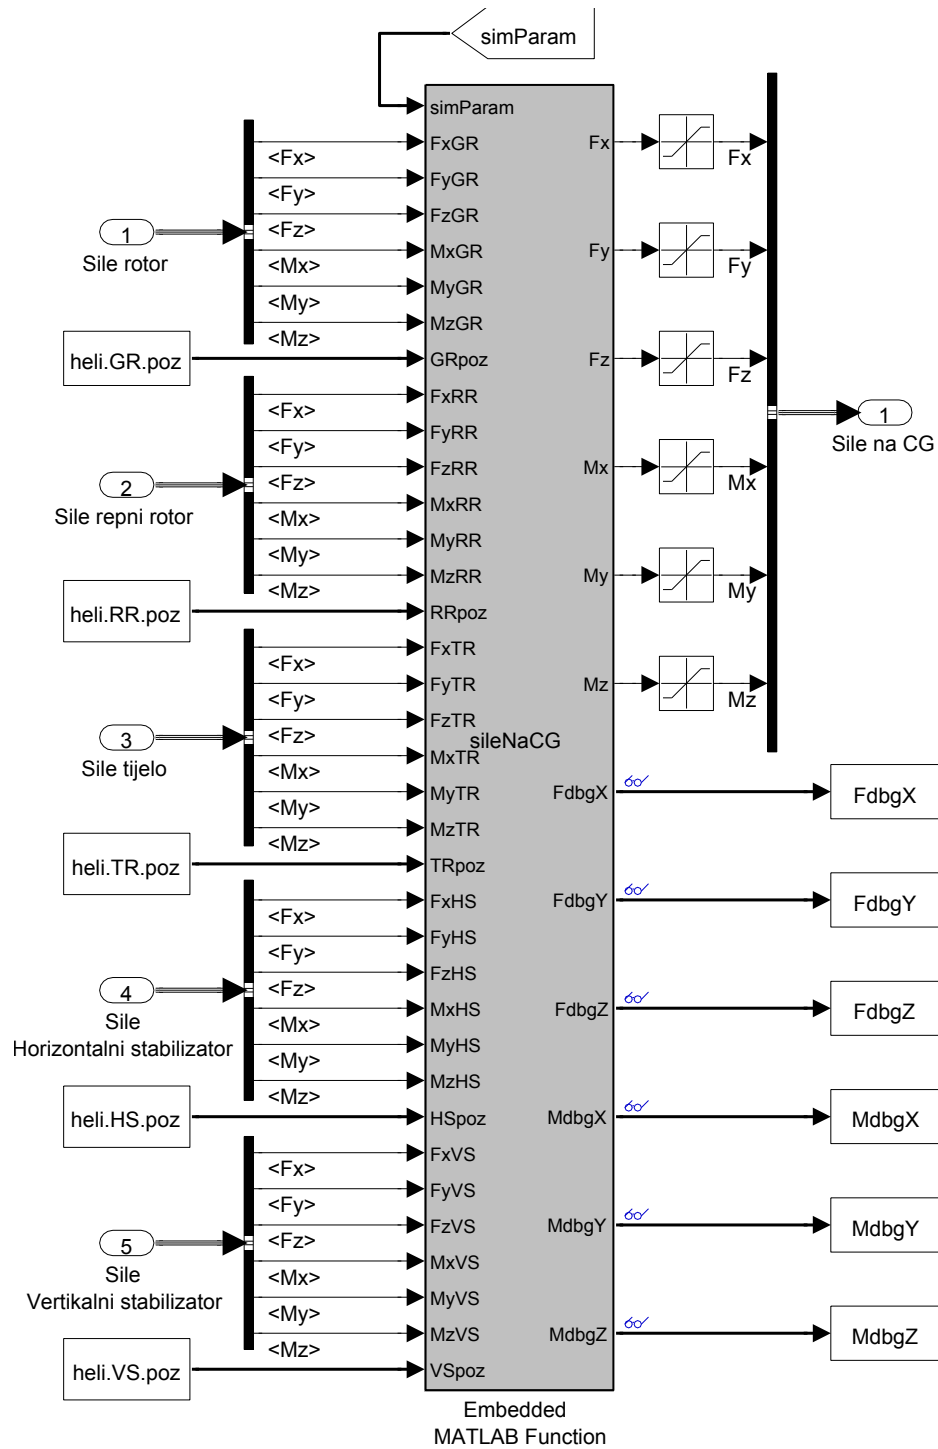 simParam
simParam
FxGR
FyGR
FzGR
MxGR
MyGR
MzGR
GRpoz
FxRR
FyRR
FzRR
MxRR
MyRR
MzRR
RRpoz
FxTR
FyTR
FzTR
MxTR
MyTR
MzTR
TRpoz
FxHS
FyHS
FzHS
MxHS
MyHS
MzHS
HSpoz
FxVS
FyVS
FzVS
MxVS
MyVS
MzVS
VSpoz
sileNaCG
Fx
Fy
Fz
Mx
My
Mz
FdbgX
FdbgY
FdbgZ
MdbgX
MdbgY
MdbgZ
Embedded
MATLAB Function
1
Sile rotor
<Fx>
<Fy>
<Fz>
<Mx>
<My>
<Mz>
heli.GR.poz
2
Sile repni rotor
<Fx>
<Fy>
<Fz>
<Mx>
<My>
<Mz>
heli.RR.poz
3
Sile tijelo
<Fx>
<Fy>
<Fz>
<Mx>
<My>
<Mz>
heli.TR.poz
4
Sile
Horizontalni stabilizator
<Fx>
<Fy>
<Fz>
<Mx>
<My>
<Mz>
heli.HS.poz
5
Sile
Vertikalni stabilizator
<Fx>
<Fy>
<Fz>
<Mx>
<My>
<Mz>
heli.VS.poz
Fx
Fy
Fz
Mx
My
Mz
1
Sile na CG
FdbgX
FdbgY
FdbgZ
MdbgX
MdbgY
MdbgZ